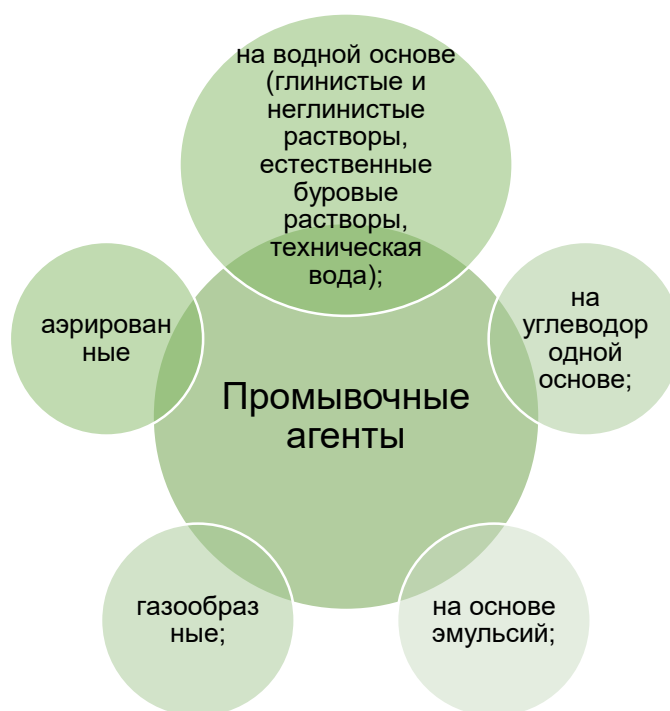 на водной основе
(глинистые и
неглинистые
растворы,
естественные
буровые
растворы,
техническая
вода);
на
углеводор
одной
основе;
на основе
эмульсий;
газообраз
ные;
аэрирован
ные
Промывочные
агенты